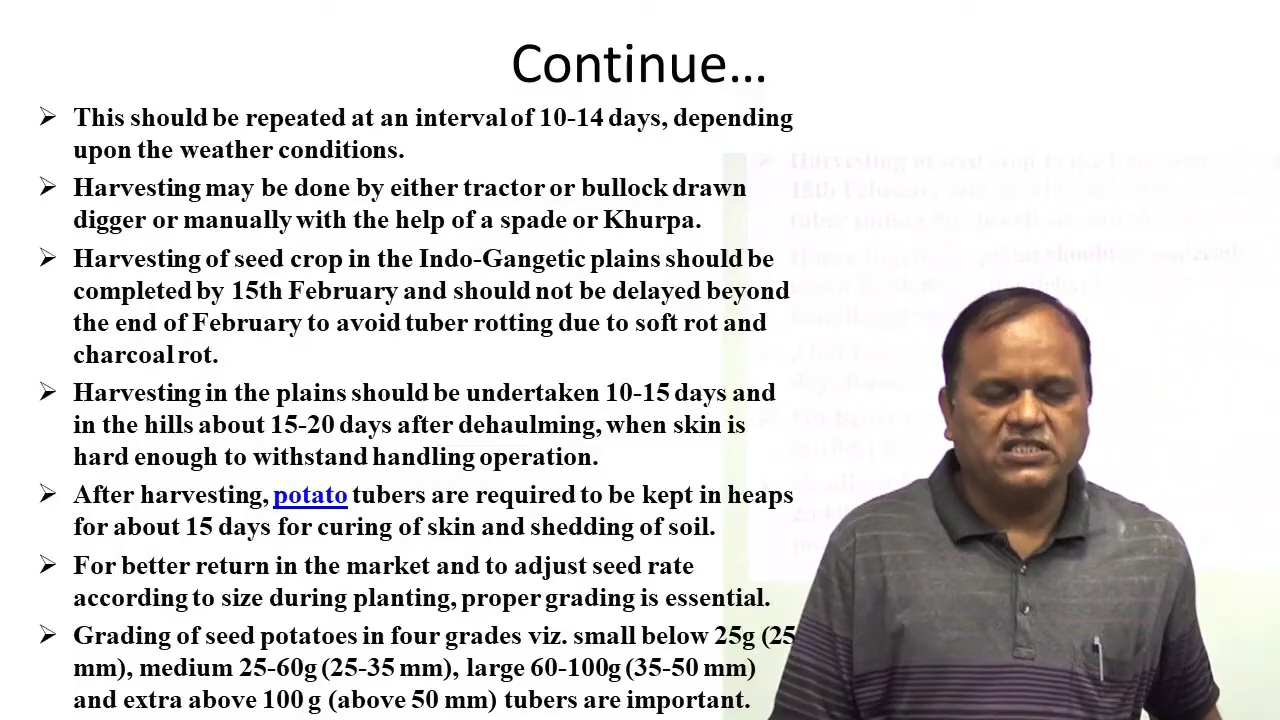 Continue...
➢ This should be repeated at an interval of 10-14 days, depending
upon the weather conditions.
➢ Harvesting may be done by either tractor or bullock drawn
digger or manually with the help of a spade or Khurpa.
➢ Harvesting of seed crop in the Indo-Gangetic plains should be
completed by 15th February and should not be delayed beyond
the end of February to avoid tuber rotting due to soft rot and
charcoal rot.
➢ Harvesting in the plains should be undertaken 10-15 days and
in the hills about 15-20 days after dehaulming, when skin is
hard enough to withstand handling operation.
➢ After harvesting, potato tubers are required to be kept in heaps
for about 15 days for curing of skin and shedding of soil.
➢ For better return in the market and to adjust seed rate
according to size during planting, proper grading is essential.
➢ Grading of seed potatoes in four grades viz. small below 25g (25
mm), medium 25-60g (25-35 mm), large 60-100g (35-50 mm)
and extra above 100 g (above 50 mm) tubers are important.